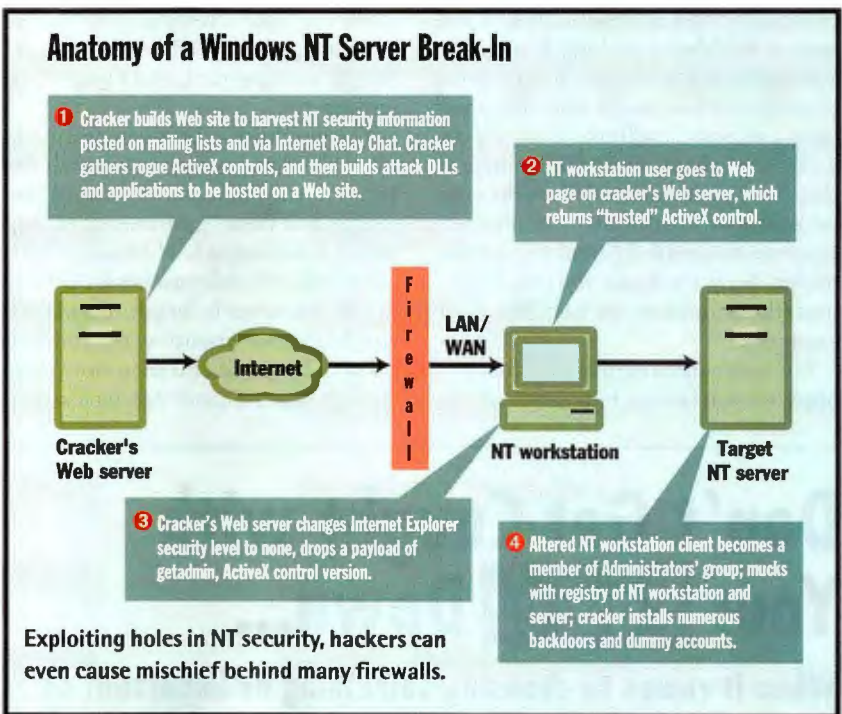 Anatomy of a Windows NT Server Break-In
1 Cracker builds Web site to harvest NT security information
posted on mailing lists and via Internet Relay Chat. Cracker
gathers rogue ActiveX controls, and then builds attack DLLs
and applications to be hosted on a Web site.
2 NT workstation user goes to Web
page on cracker's Web server, which
returns “trusted” ActiveX control.
Cracker's
Web server
Internet
Firewall
LAN/
WAN
NT workstation
Target
NT server
3 Cracker's Web server changes Internet Explorer
security level to none, drops a payload of
getadmin, ActiveX control version.
4 Altered NT workstation client becomes a
member of Administrators' group; mucks
with registry of NT workstation and
server; cracker installs numerous
backdoors and dummy accounts.
Exploiting holes in NT security, hackers can
even cause mischief behind many firewalls.